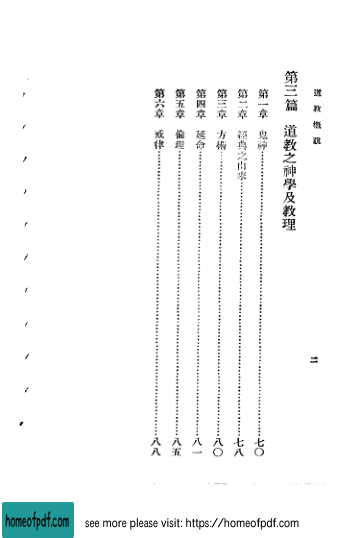 道教概說
二
第三篇 道教之神學及教理
第一章 鬼神⋯⋯七〇
第二章 經典之由來⋯⋯七八
第三章 方術⋯⋯八〇
第四章 延命⋯⋯八一
第五章 倫理⋯⋯八五
第六章 戒律⋯⋯八八
homeofpdf.com
see more please visit: https://homeofpdf.com